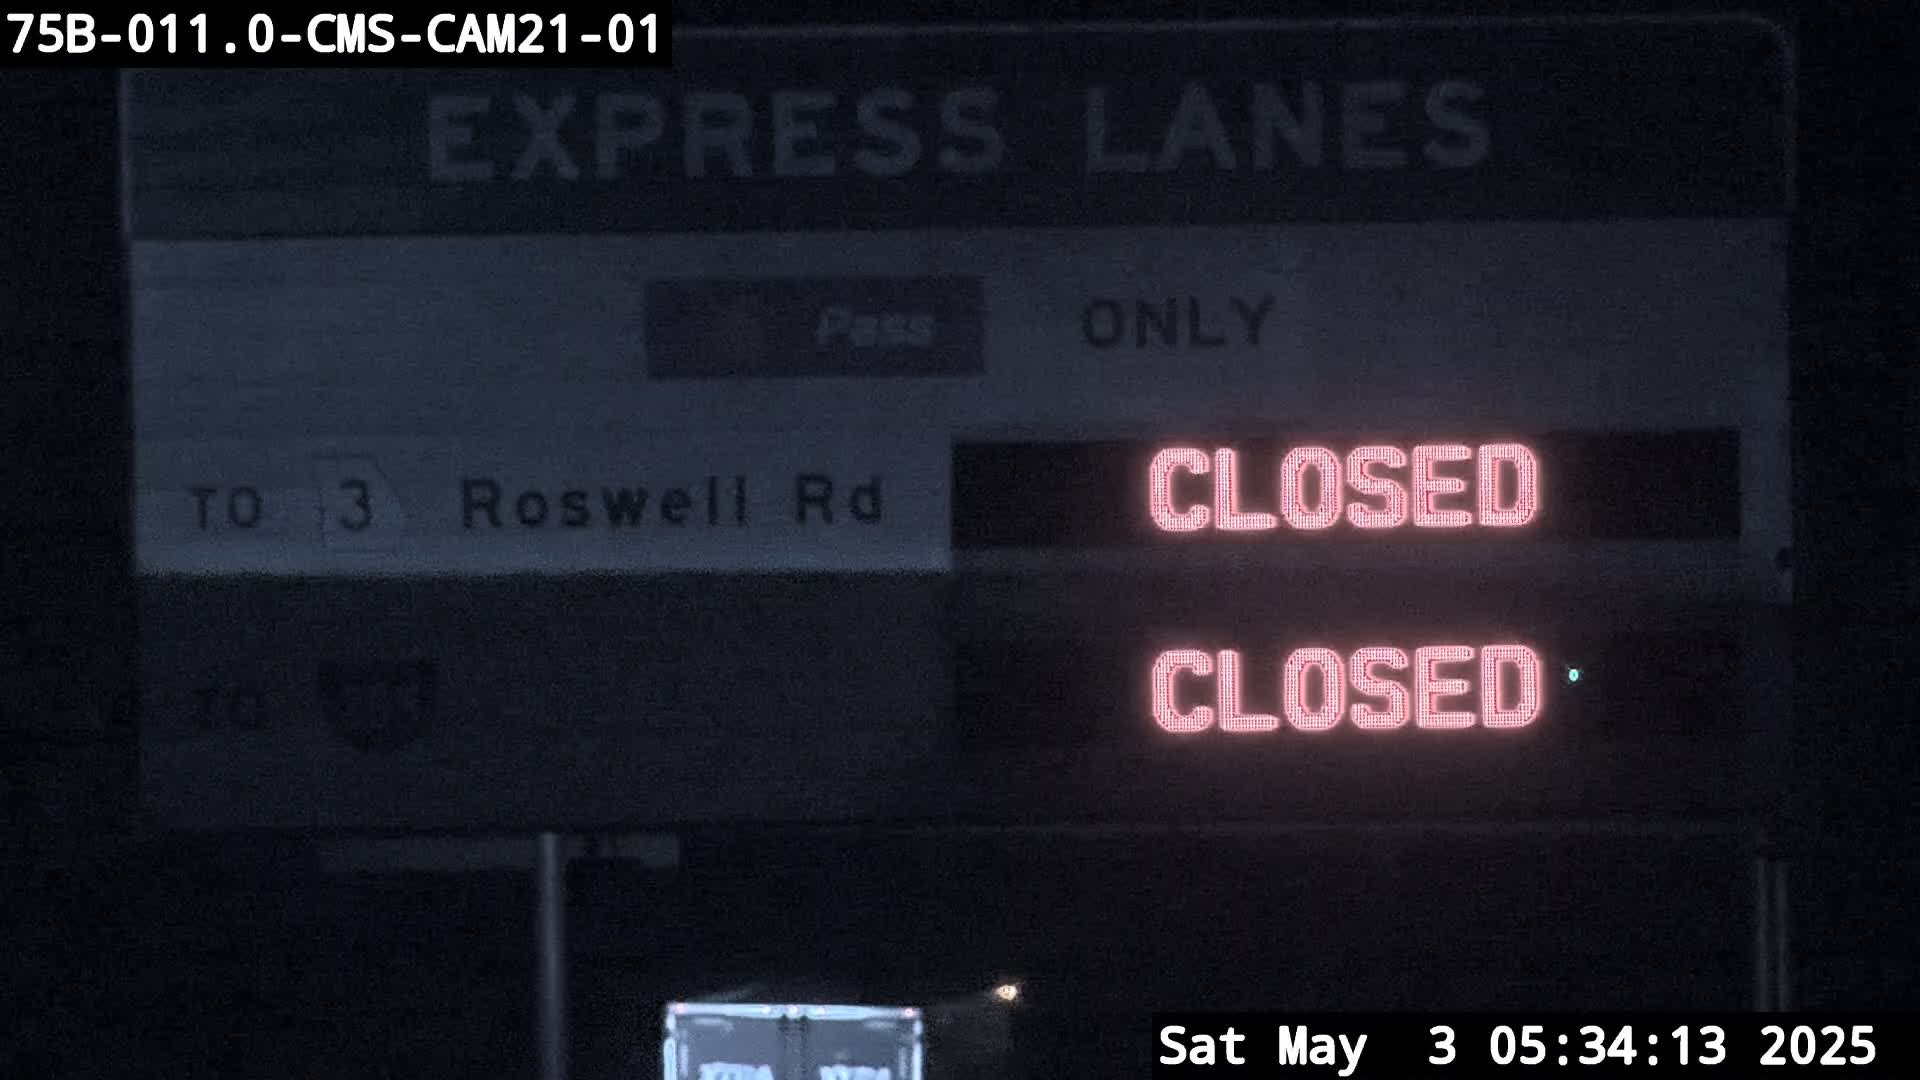 75B-011.0-CMS-CAM21-01
EXPRESS LANES
Pass ONLY
TO 3 Roswell Rd CLOSED
TO CLOSED
Sat May 3 05:34:13 2025